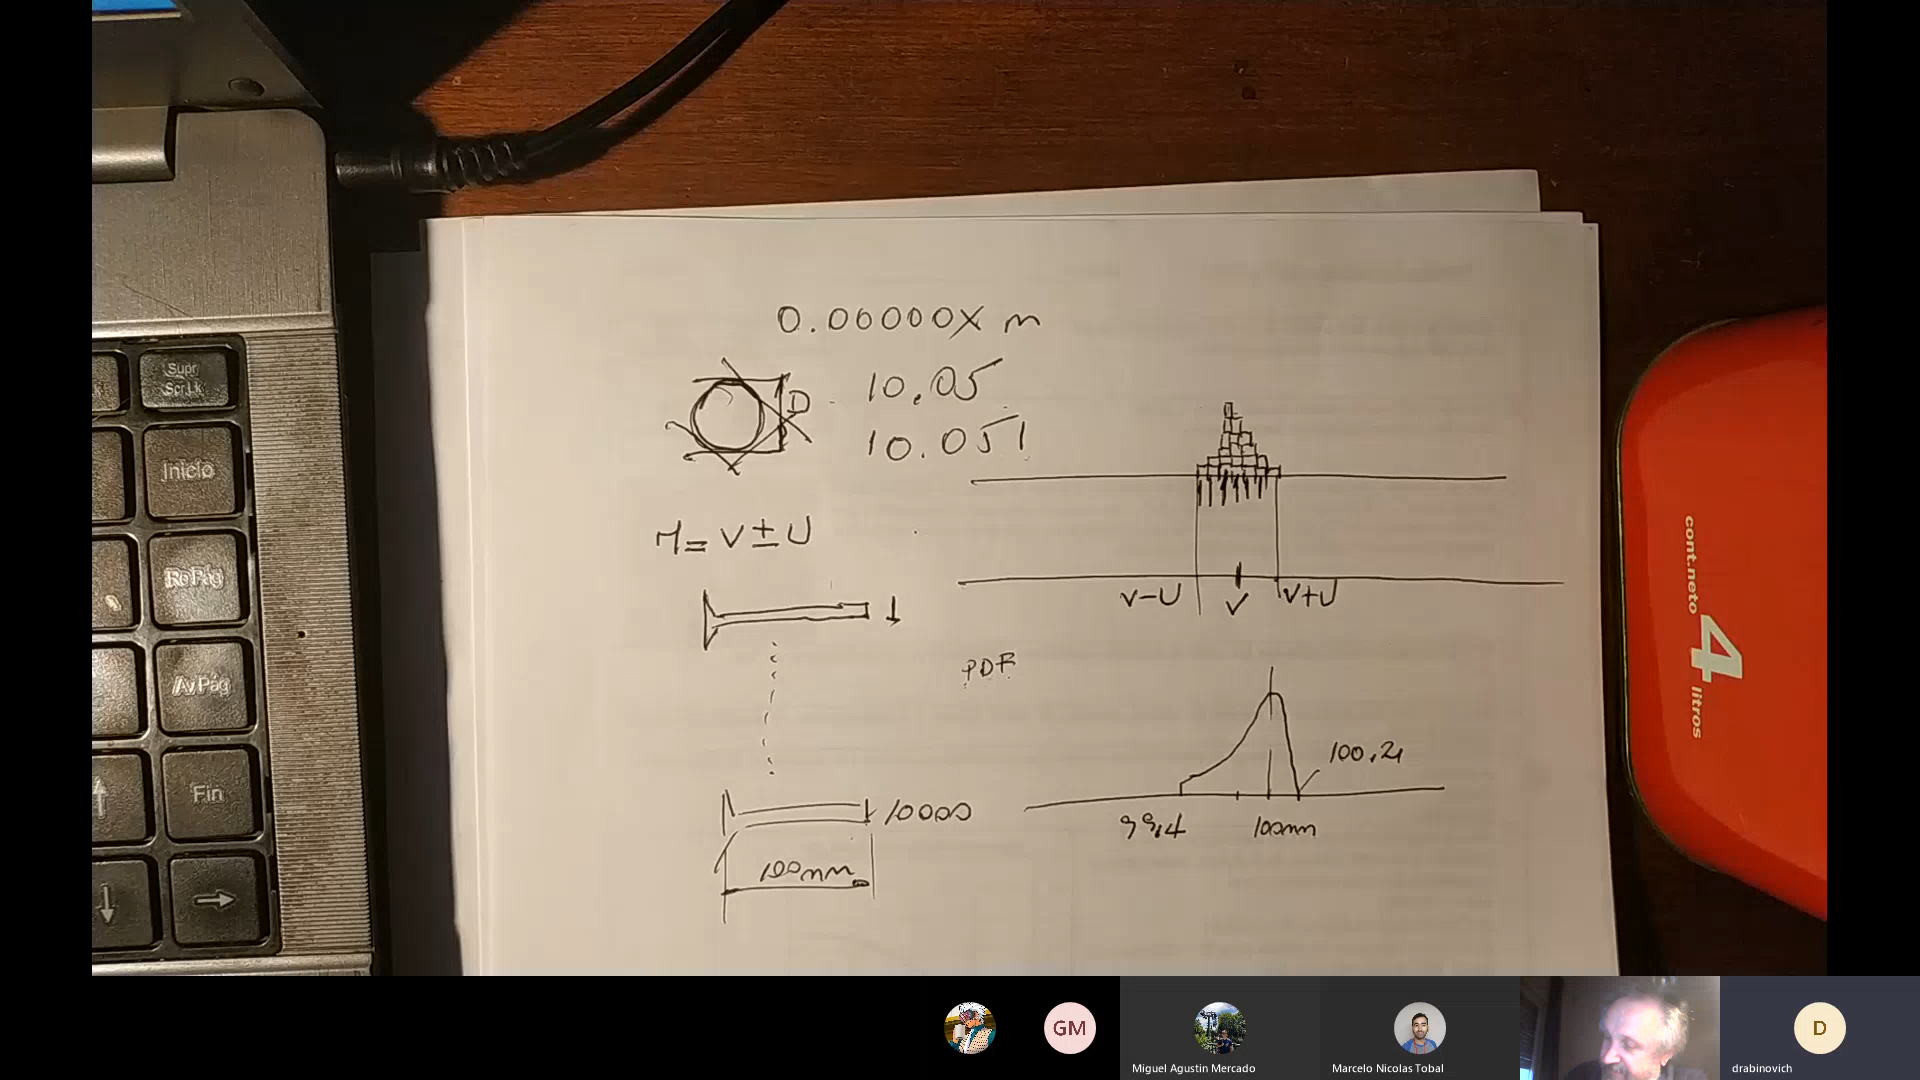 Supr
Scr Lk
Inicio
RePág
AvPág
Fin
0.00000X m
D
10.05
10.051
M = V ± U
1
V-U
V
V+U
PDF
100.2
10000
99.4
100mm
100mm
cont.neto
4
litros
GM
Miguel Agustin Mercado
Marcelo Nicolas Tobal
D
drabinovich